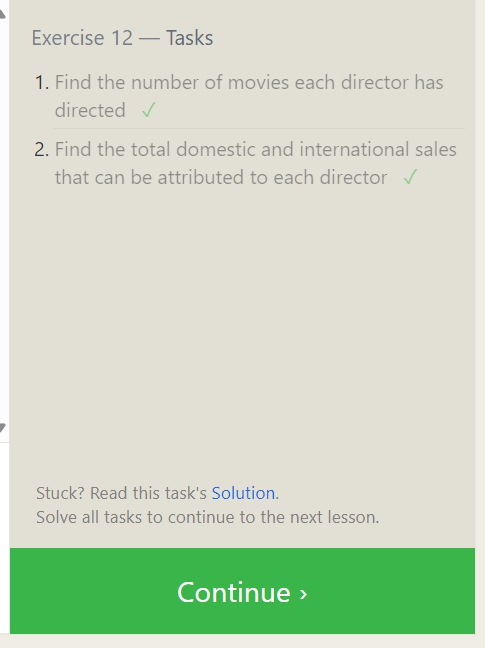 Exercise 12 — Tasks
1. Find the number of movies each director has
directed ✓
2. Find the total domestic and international sales
that can be attributed to each director ✓
Stuck? Read this task's Solution.
Solve all tasks to continue to the next lesson.
Continue ›